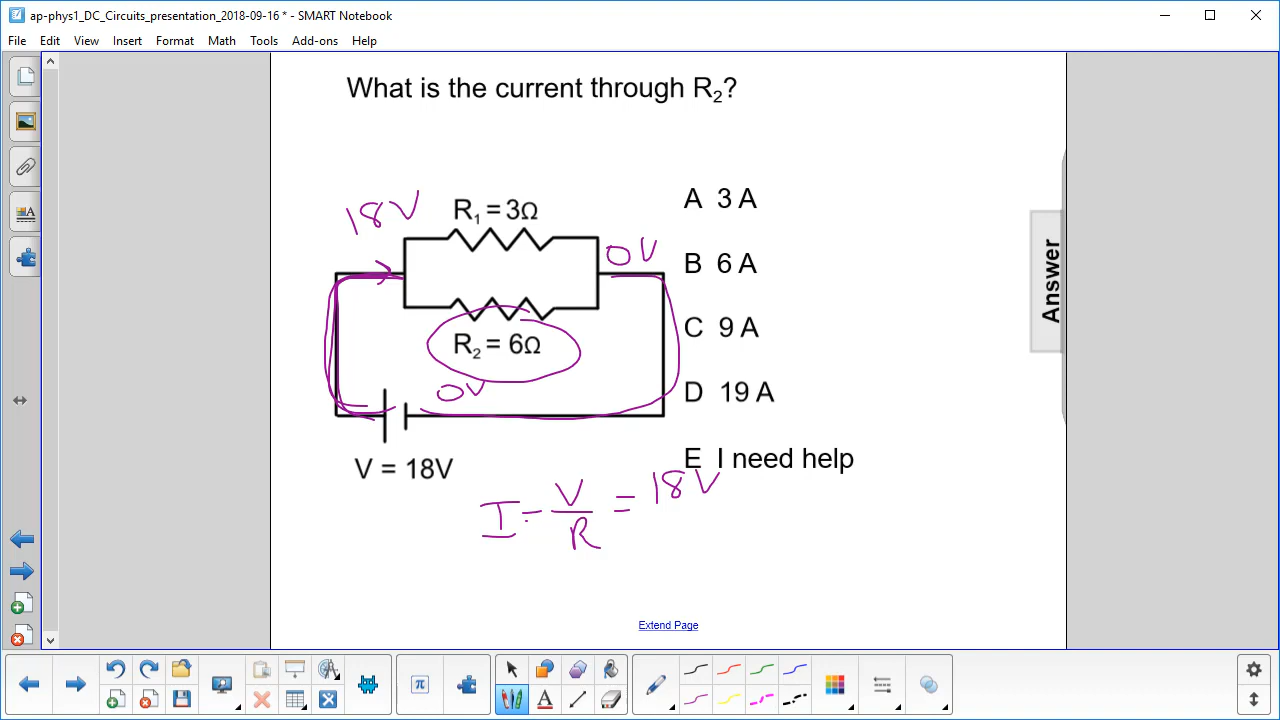 ap-phys1_DC_Circuits_presentation_2018-09-16 * - SMART Notebook
File Edit View Insert Format Math Tools Add-ons Help
What is the current through R₂?
18V
R₁ = 3Ω
0V
R₂ = 6Ω
0V
V = 18V
A 3 A
B 6 A
C 9 A
D 19 A
E I need help
I = V/R = 18V
Answer
Extend Page
π
A